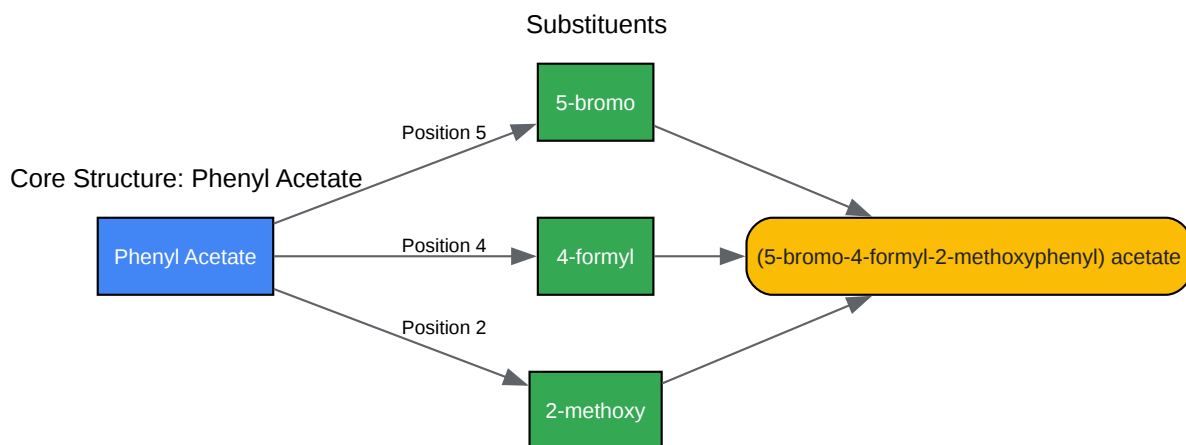 Substituents
5-bromo
Position 5
Core Structure: Phenyl Acetate
Phenyl Acetate
Position 4
4-formyl
(5-bromo-4-formyl-2-methoxyphenyl) acetate
Position 2
2-methoxy